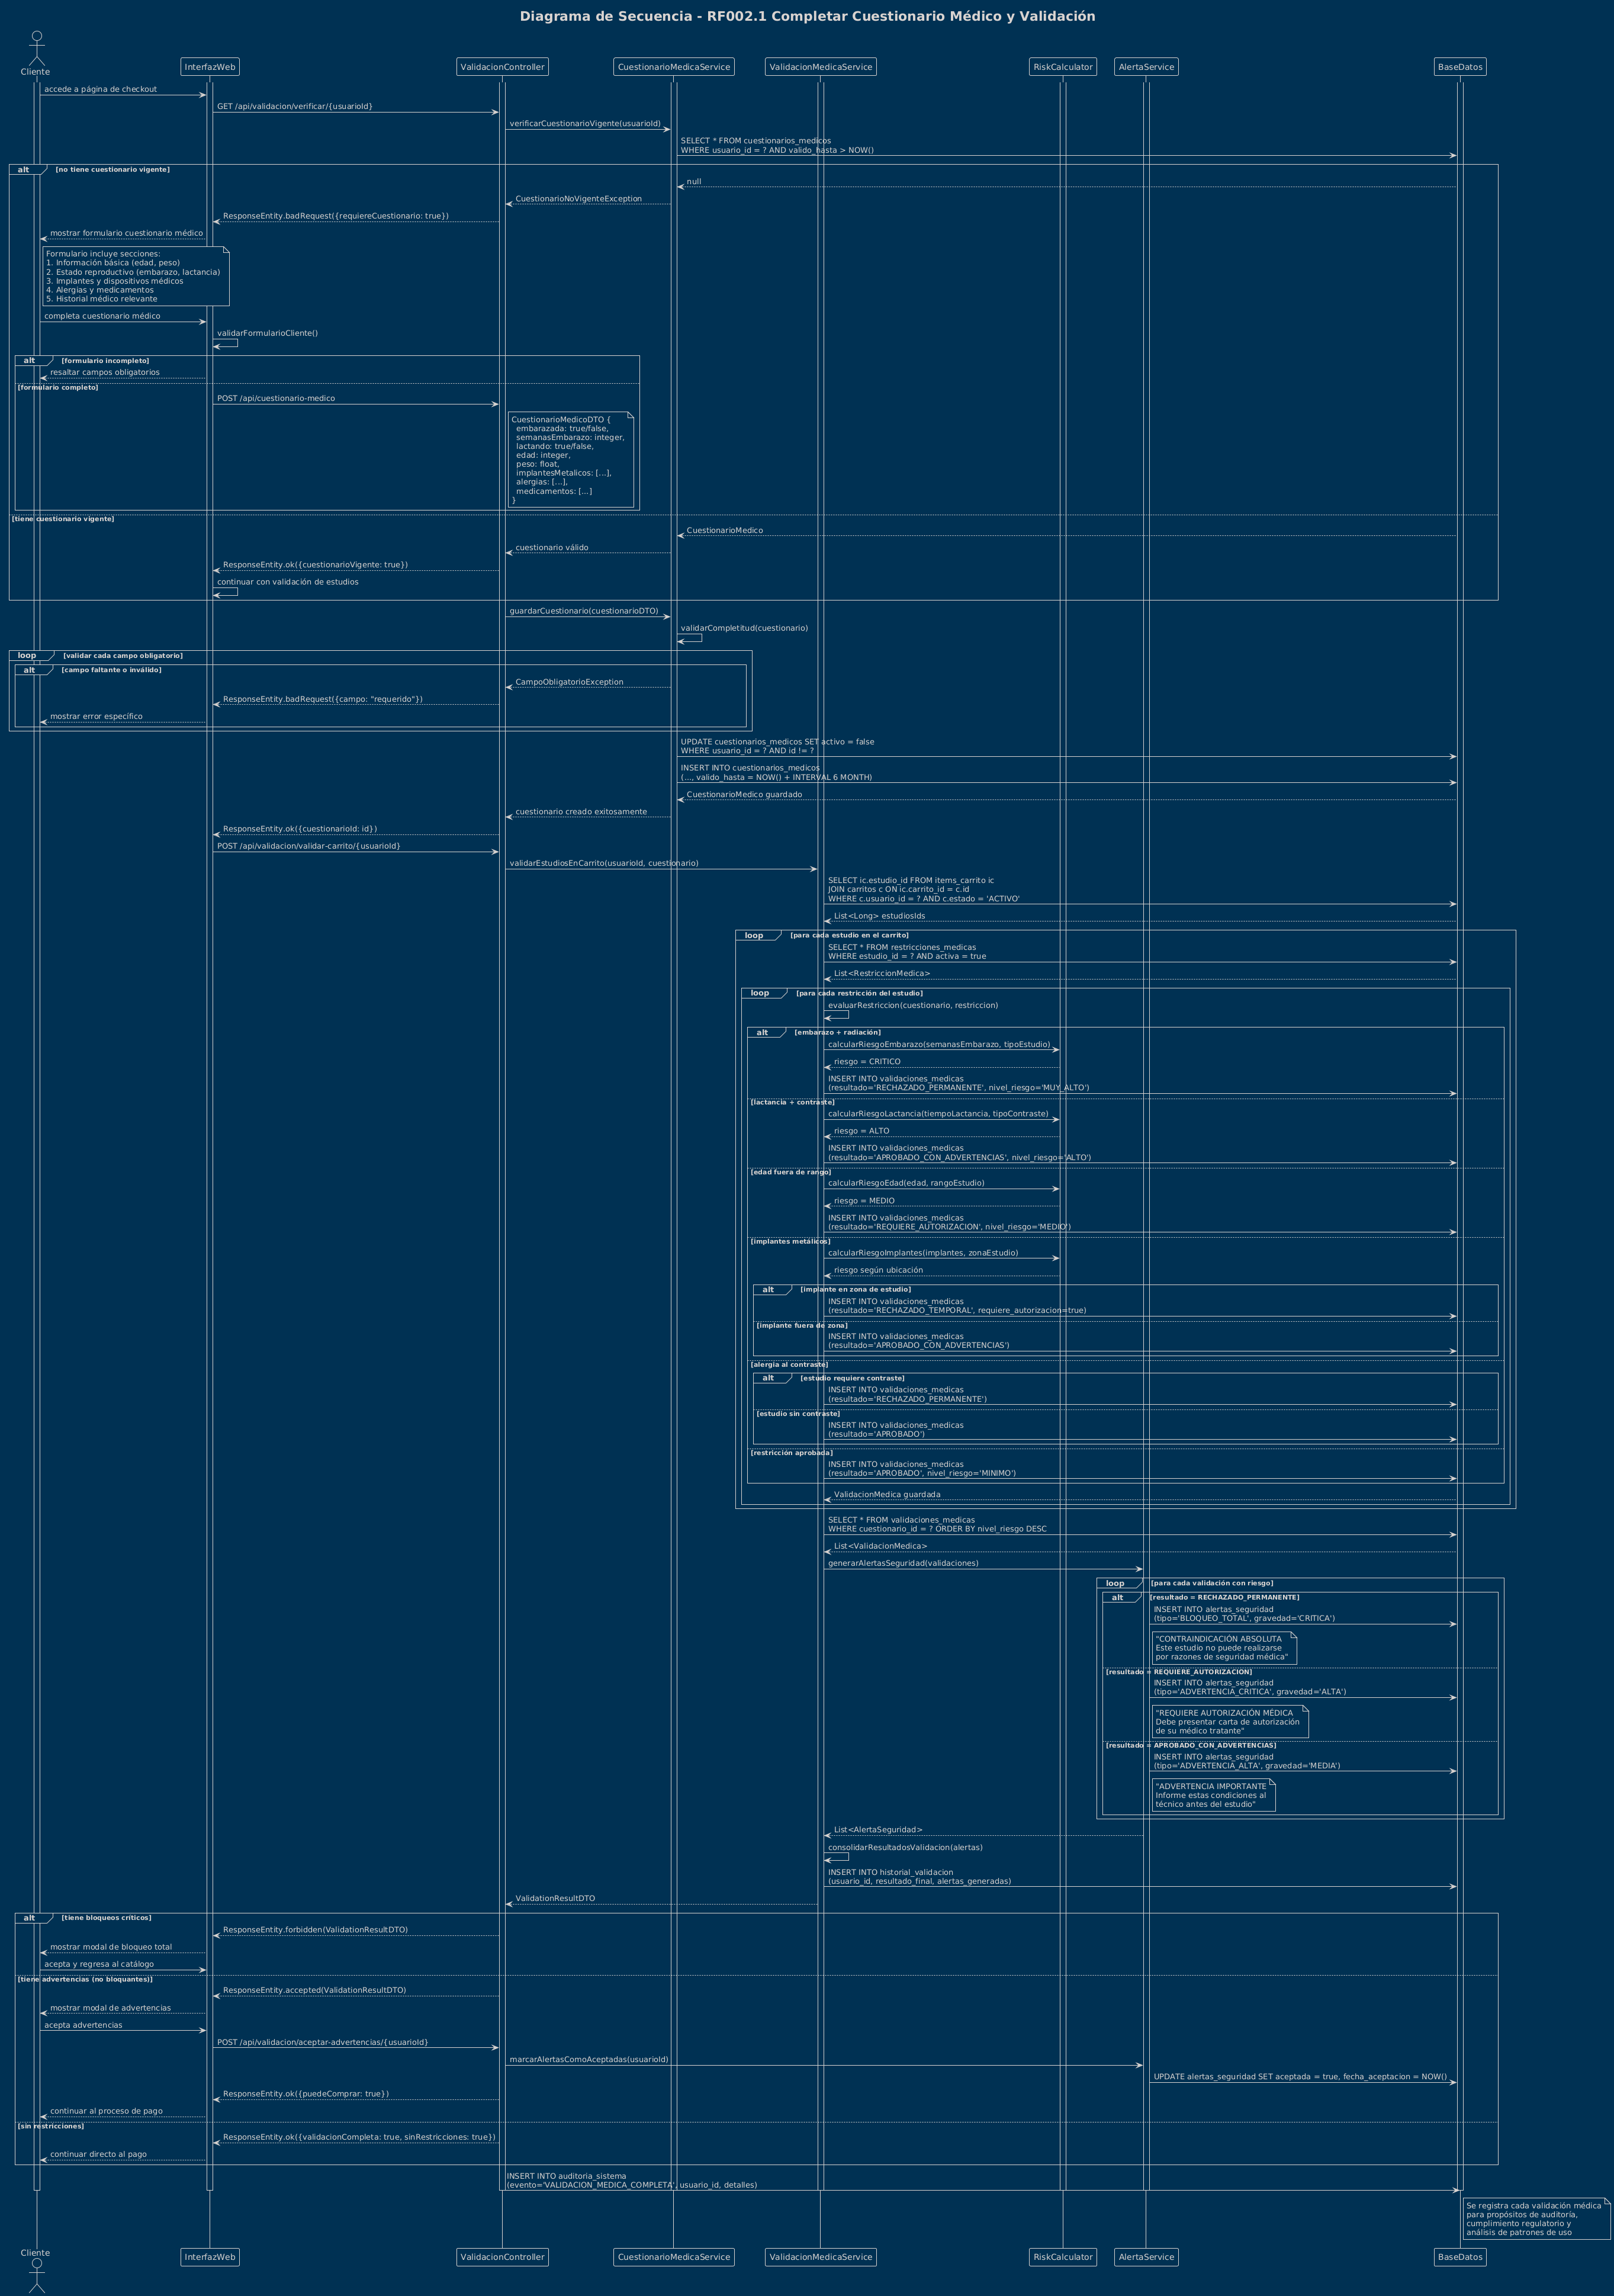 Diagrama de Secuencia - RF002.1 Completar Cuestionario Médico y Validación
Cliente
InterfazWeb
ValidacionController
CuestionarioMedicaService
ValidacionMedicaService
RiskCalculator
AlertaService
BaseDatos
accede a página de checkout
GET /api/validacion/verificar/{usuarioId}
verificarCuestionarioVigente(usuarioId)
SELECT * FROM cuestionarios_medicos
WHERE usuario_id = ? AND valido_hasta > NOW()
alt [no tiene cuestionario vigente]
null
CuestionarioNoVigenteException
ResponseEntity.badRequest({requiereCuestionario: true})
mostrar formulario cuestionario médico
Formulario incluye secciones:
1. Información básica (edad, peso)
2. Estado reproductivo (embarazo, lactancia)
3. Implantes y dispositivos médicos
4. Alergias y medicamentos
5. Historial médico relevante
completa cuestionario médico
validarFormularioCliente()
alt [formulario incompleto]
resaltar campos obligatorios
[formulario completo]
POST /api/cuestionario-medico
CuestionarioMedicoDTO {
embarazada: true/false,
semanasEmbarazo: integer,
lactando: true/false,
edad: integer,
peso: float,
implantesMetalicos: [...],
alergias: [...],
medicamentos: [...]
}
[tiene cuestionario vigente]
CuestionarioMedico
cuestionario válido
ResponseEntity.ok({cuestionarioVigente: true})
continuar con validación de estudios
guardarCuestionario(cuestionarioDTO)
validarCompletitud(cuestionario)
loop [validar cada campo obligatorio]
alt [campo faltante o inválido]
CampoObligatorioException
ResponseEntity.badRequest({campo: "requerido"})
mostrar error específico
UPDATE cuestionarios_medicos SET activo = false
WHERE usuario_id = ? AND id != ?
INSERT INTO cuestionarios_medicos
(..., valido_hasta = NOW() + INTERVAL 6 MONTH)
CuestionarioMedico guardado
cuestionario creado exitosamente
ResponseEntity.ok({cuestionarioId: id})
POST /api/validacion/validar-carrito/{usuarioId}
validarEstudiosEnCarrito(usuarioId, cuestionario)
SELECT ic.estudio_id FROM items_carrito ic
JOIN carritos c ON ic.carrito_id = c.id
WHERE c.usuario_id = ? AND c.estado = 'ACTIVO'
List<Long> estudiosIds
loop [para cada estudio en el carrito]
SELECT * FROM restricciones_medicas
WHERE estudio_id = ? AND activa = true
List<RestriccionMedica>
loop [para cada restricción del estudio]
evaluarRestriccion(cuestionario, restriccion)
alt [embarazo + radiación]
calcularRiesgoEmbarazo(semanasEmbarazo, tipoEstudio)
riesgo = CRITICO
INSERT INTO validaciones_medicas
(resultado='RECHAZADO_PERMANENTE', nivel_riesgo='MUY_ALTO')
[lactancia + contraste]
calcularRiesgoLactancia(tiempoLactancia, tipoContraste)
riesgo = ALTO
INSERT INTO validaciones_medicas
(resultado='APROBADO_CON_ADVERTENCIAS', nivel_riesgo='ALTO')
[edad fuera de rango]
calcularRiesgoEdad(edad, rangoEstudio)
riesgo = MEDIO
INSERT INTO validaciones_medicas
(resultado='REQUIERE_AUTORIZACION', nivel_riesgo='MEDIO')
[implantes metálicos]
calcularRiesgoImplantes(implantes, zonaEstudio)
riesgo según ubicación
alt [implante en zona de estudio]
INSERT INTO validaciones_medicas
(resultado='RECHAZADO_TEMPORAL', requiere_autorizacion=true)
[implante fuera de zona]
INSERT INTO validaciones_medicas
(resultado='APROBADO_CON_ADVERTENCIAS')
[alergia al contraste]
alt [estudio requiere contraste]
INSERT INTO validaciones_medicas
(resultado='RECHAZADO_PERMANENTE')
[estudio sin contraste]
INSERT INTO validaciones_medicas
(resultado='APROBADO')
[restricción aprobada]
INSERT INTO validaciones_medicas
(resultado='APROBADO', nivel_riesgo='MINIMO')
ValidacionMedica guardada
SELECT * FROM validaciones_medicas
WHERE cuestionario_id = ? ORDER BY nivel_riesgo DESC
List<ValidacionMedica>
generarAlertasSeguridad(validaciones)
loop [para cada validación con riesgo]
alt [resultado = RECHAZADO_PERMANENTE]
INSERT INTO alertas_seguridad
(tipo='BLOQUEO_TOTAL', gravedad='CRITICA')
"CONTRAINDICACIÓN ABSOLUTA
Este estudio no puede realizarse
por razones de seguridad médica"
[resultado = REQUIERE_AUTORIZACION]
INSERT INTO alertas_seguridad
(tipo='ADVERTENCIA_CRITICA', gravedad='ALTA')
"REQUIERE AUTORIZACIÓN MÉDICA
Debe presentar carta de autorización
de su médico tratante"
[resultado = APROBADO_CON_ADVERTENCIAS]
INSERT INTO alertas_seguridad
(tipo='ADVERTENCIA_ALTA', gravedad='MEDIA')
"ADVERTENCIA IMPORTANTE
Informe estas condiciones al
técnico antes del estudio"
List<AlertaSeguridad>
consolidarResultadosValidacion(alertas)
INSERT INTO historial_validacion
(usuario_id, resultado_final, alertas_generadas)
ValidationResultDTO
alt [tiene bloqueos críticos]
ResponseEntity.forbidden(ValidationResultDTO)
mostrar modal de bloqueo total
acepta y regresa al catálogo
[tiene advertencias (no bloquantes)]
ResponseEntity.accepted(ValidationResultDTO)
mostrar modal de advertencias
acepta advertencias
POST /api/validacion/aceptar-advertencias/{usuarioId}
marcarAlertasComoAceptadas(usuarioId)
UPDATE alertas_seguridad SET aceptada = true, fecha_aceptacion = NOW()
ResponseEntity.ok({puedeComprar: true})
continuar al proceso de pago
[sin restricciones]
ResponseEntity.ok({validacionCompleta: true, sinRestricciones: true})
continuar directo al pago
INSERT INTO auditoria_sistema
(evento='VALIDACION_MEDICA_COMPLETA', usuario_id, detalles)
Se registra cada validación médica
para propósitos de auditoría,
cumplimiento regulatorio y
análisis de patrones de uso
Cliente
InterfazWeb
ValidacionController
CuestionarioMedicaService
ValidacionMedicaService
RiskCalculator
AlertaService
BaseDatos